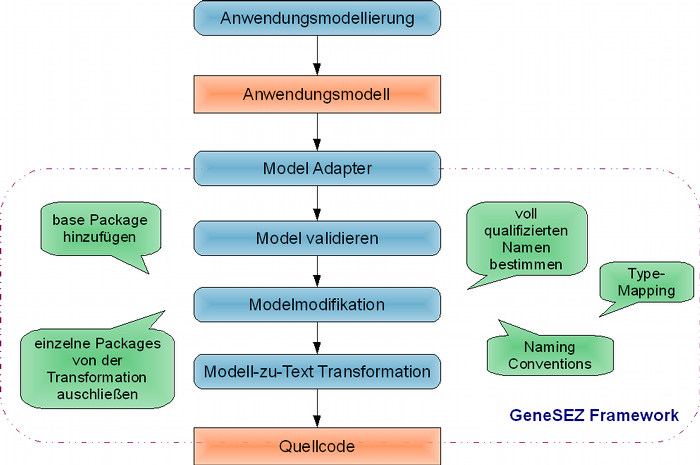 Anwendungsmodellierung
Anwendungsmodell
Model Adapter
base Package
hinzufügen
Model validieren
voll
qualifizierten
Namen
bestimmen
Type-
Mapping
Modelmodifikation
einzelne Packages
von der
Transformation
auschließen
Modell-zu-Text Transformation
Naming
Conventions
GeneSEZ Framework
Quellcode